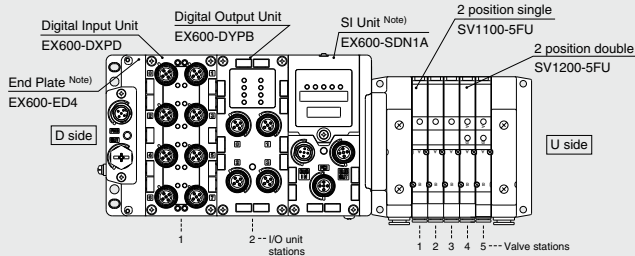 Digital Input Unit
EX600-DXPD
Digital Output Unit
EX600-DYPB
SI Unit Note)
EX600-SDN1A
2 position single
SV1100-5FU
2 position double
SV1200-5FU
End Plate Note)
EX600-ED4
D side
U side
1
2
I/O unit
stations
1 2 3 4 5
Valve stations